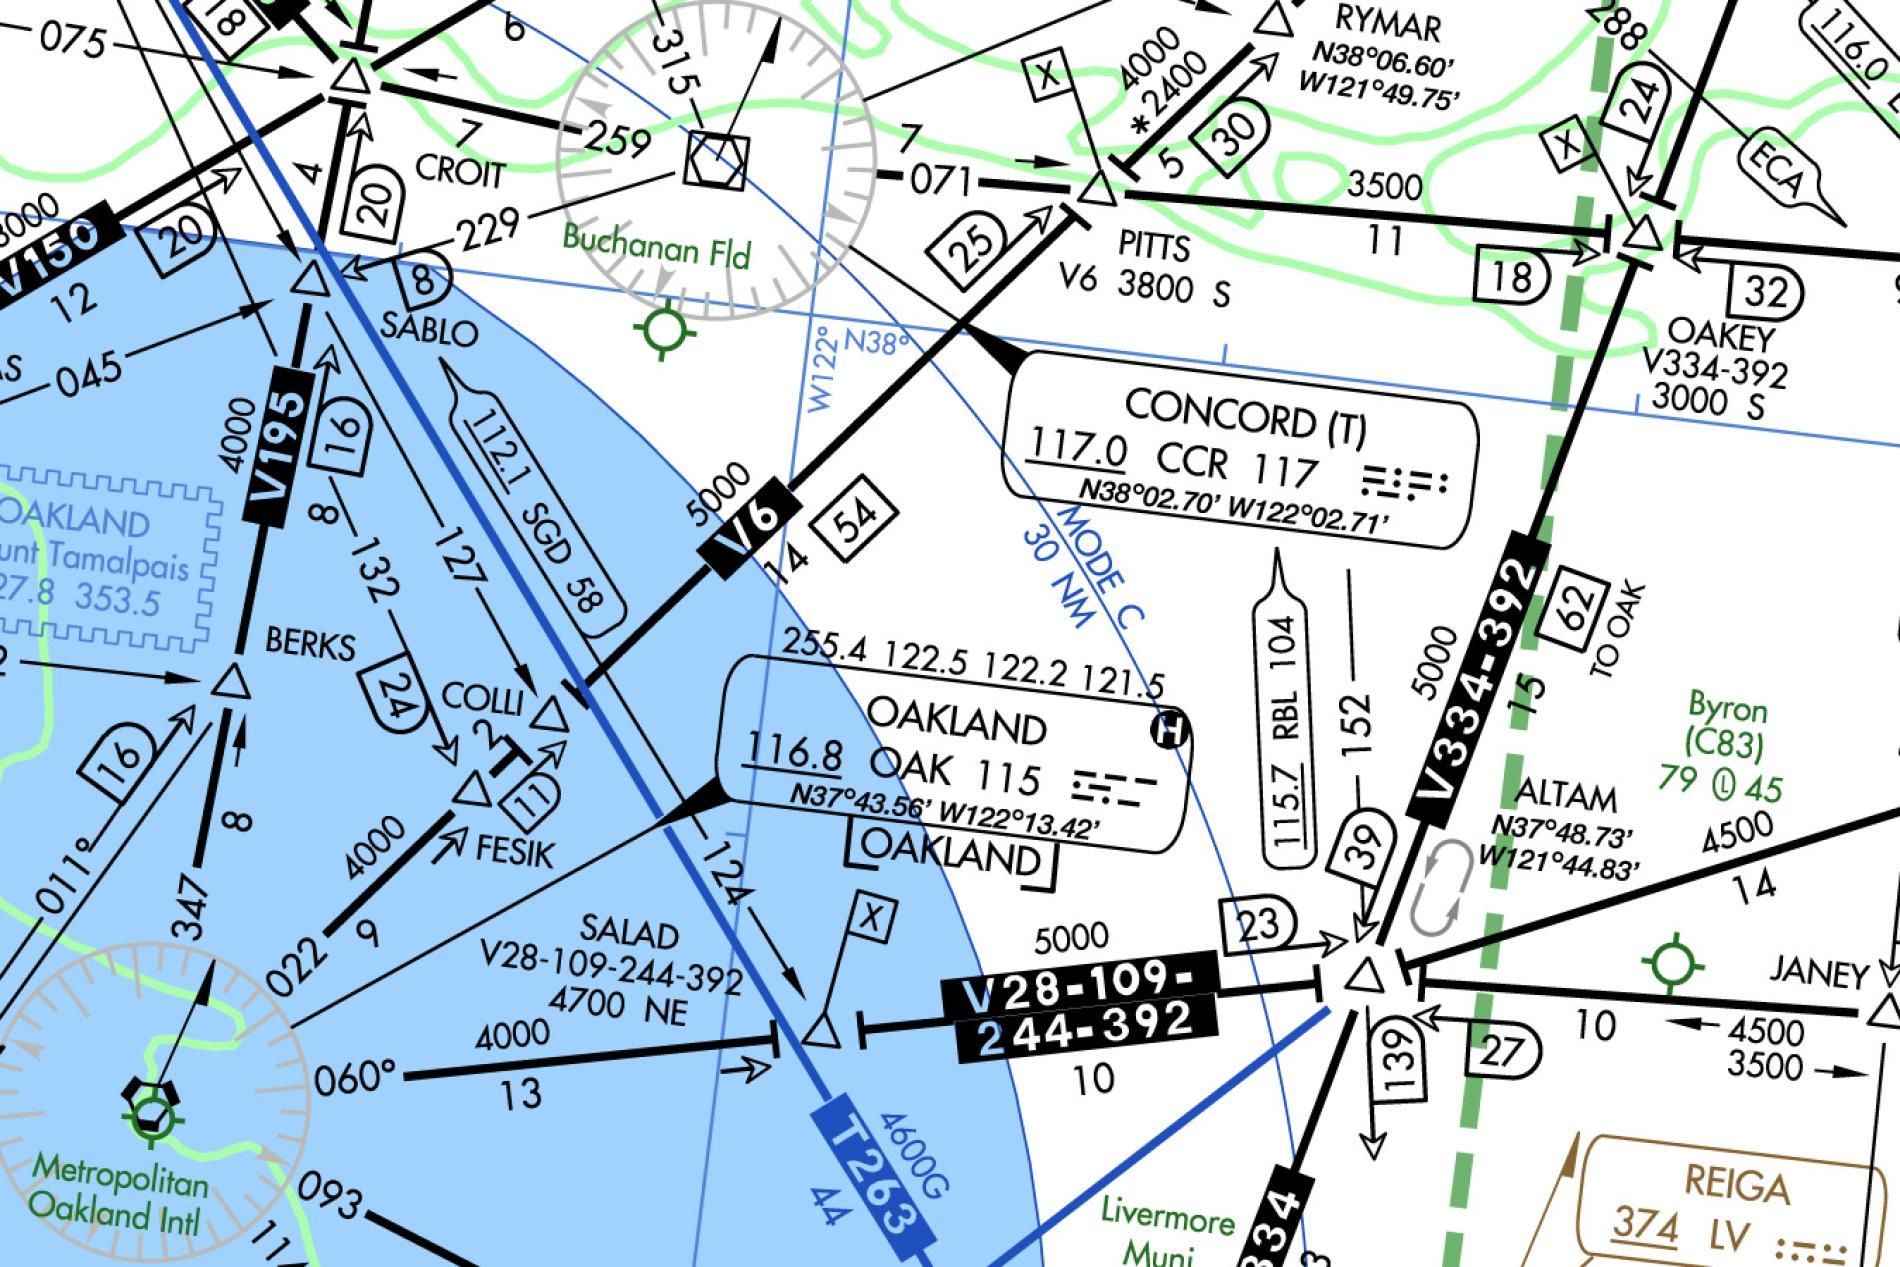 18
075
6
315
RYMAR
N38°06.60'
W121°49.75'
X
4000
*2400
288
24
116.0
7
259
CROIT
4
20
229
Buchanan Fld
7
071
5
30
3500
11
X
ECA
3000
V150
12
20
8
SABLO
25
PITTS
V6 3800 S
18
32
OAKEY
V334-392
3000 S
W122°
N38°
045
4000
V195
16
8
112.1 SGD 58
127
132
5000
V6
14
54
CONCORD (T)
117.0 CCR 117
N38°02.70' W122°02.71'
MODE C
30 NM
OAKLAND
unt Tamalpais
27.8 353.5
BERKS
24
COLLI
2
11
FESIK
255.4 122.5 122.2 121.5
H
OAKLAND
116.8 OAK 115
N37°43.56' W122°13.42'
OAKLAND
115.7 RBL 104
152
5000
V334-392
15
62
TO OAK
Byron
(C83)
79 L 45
ALTAM
N37°48.73'
W121°44.83'
39
4500
14
16
011°
8
347
4000
9
022
124
X
SALAD
V28-109-244-392
4700 NE
5000
V28-109-
244-392
10
23
JANEY
10
4500
3500
27
139
060°
4000
13
T263
4600G
44
Metropolitan
Oakland Intl
093
11
Livermore
Muni
334
3
REIGA
374 LV